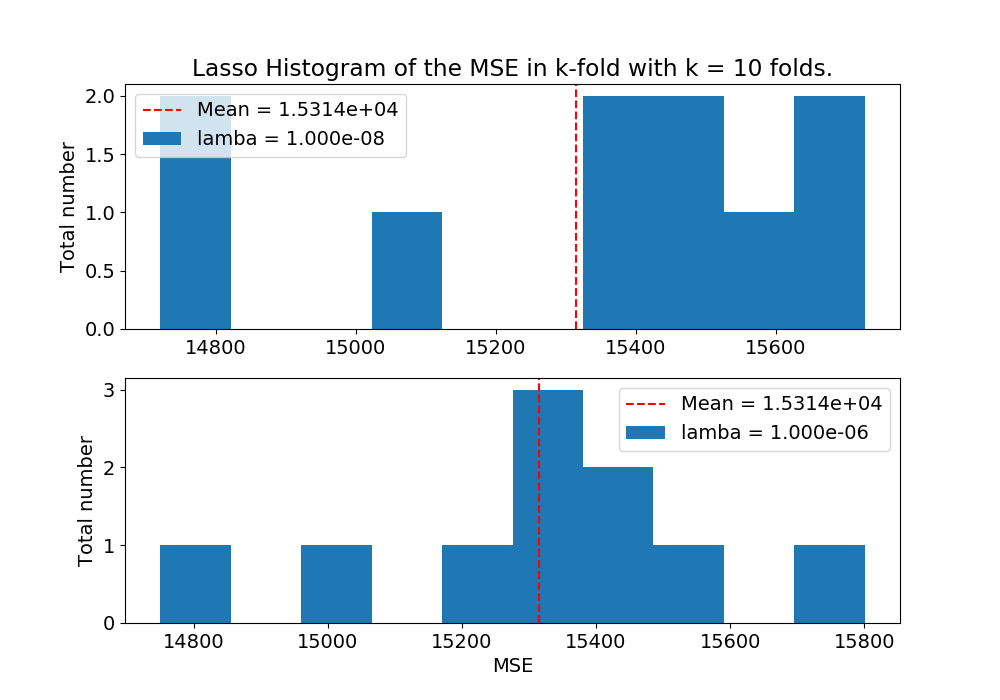 Lasso Histogram of the MSE in k-fold with k = 10 folds.
2.0
1.5
1.0
0.5
0.0
Total number
Mean = 1.5314e+04
lamba = 1.000e-08
14800 15000 15200 15400 15600
3
2
1
0
Total number
Mean = 1.5314e+04
lamba = 1.000e-06
14800 15000 15200 15400 15600 15800
MSE